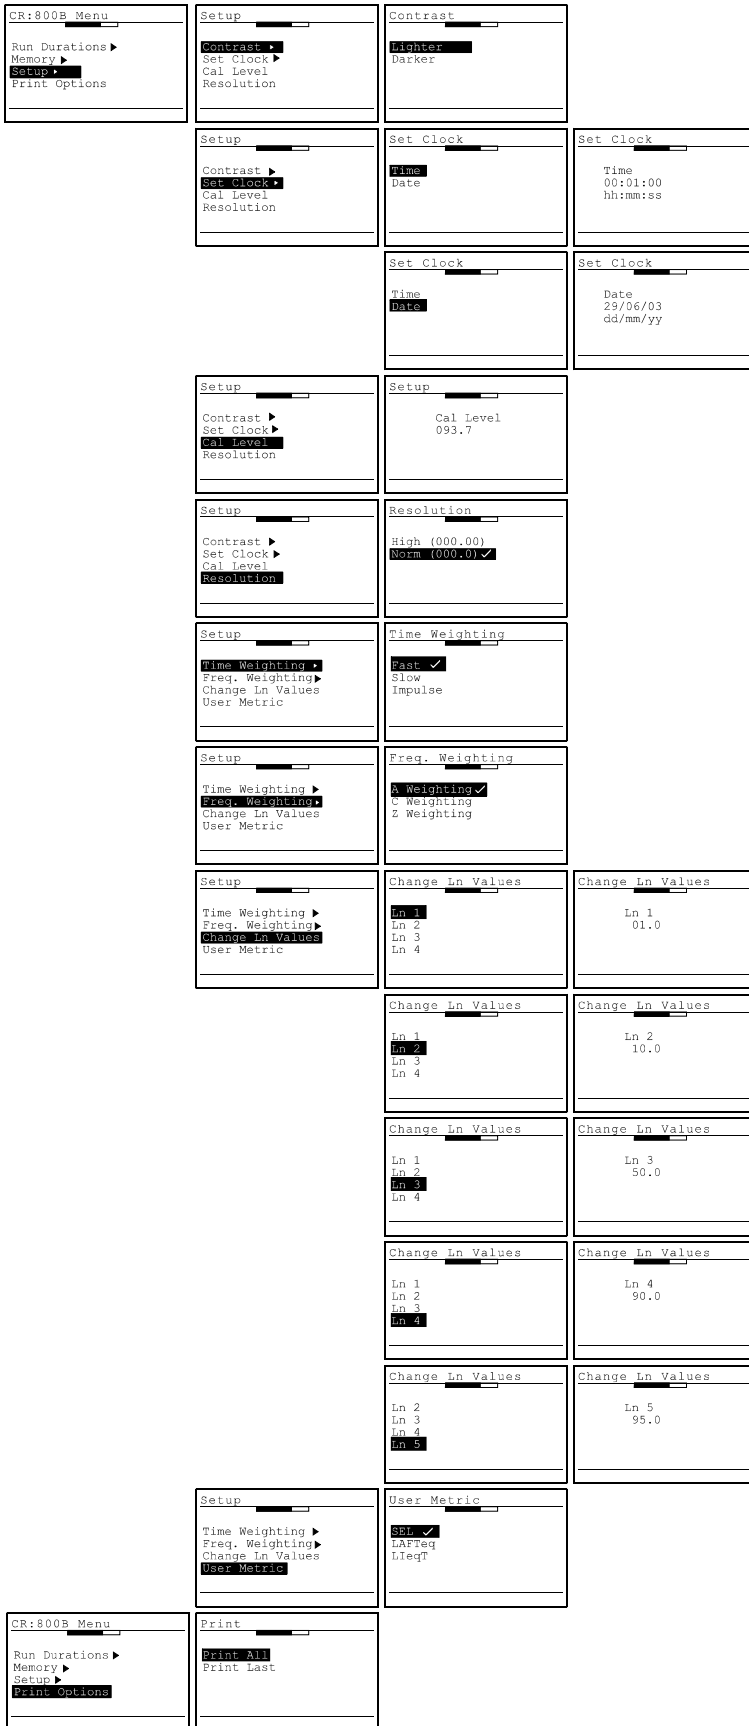 CR:800B Menu
Run Durations ▶
Memory ▶
Setup ▶
Print Options
Setup
Contrast ▶
Set Clock ▶
Cal Level
Resolution
Contrast
Lighter
Darker
Setup
Contrast ▶
Set Clock ▶
Cal Level
Resolution
Set Clock
Time
Date
Set Clock
Time
00:01:00
hh:mm:ss
Set Clock
Time
Date
Set Clock
Date
29/06/03
dd/mm/yy
Setup
Contrast ▶
Set Clock ▶
Cal Level
Resolution
Setup
Cal Level
093.7
Setup
Contrast ▶
Set Clock ▶
Cal Level
Resolution
Resolution
High (000.00)
Norm (000.0) ✓
Setup
Time Weighting ▶
Freq. Weighting ▶
Change Ln Values
User Metric
Time Weighting
Fast ✓
Slow
Impulse
Setup
Time Weighting ▶
Freq. Weighting ▶
Change Ln Values
User Metric
Freq. Weighting
A Weighting ✓
C Weighting
Z Weighting
Setup
Time Weighting ▶
Freq. Weighting ▶
Change Ln Values
User Metric
Change Ln Values
Ln 1
Ln 2
Ln 3
Ln 4
Change Ln Values
Ln 1
01.0
Change Ln Values
Ln 1
Ln 2
Ln 3
Ln 4
Change Ln Values
Ln 2
10.0
Change Ln Values
Ln 1
Ln 2
Ln 3
Ln 4
Change Ln Values
Ln 3
50.0
Change Ln Values
Ln 1
Ln 2
Ln 3
Ln 4
Change Ln Values
Ln 4
90.0
Change Ln Values
Ln 2
Ln 3
Ln 4
Ln 5
Change Ln Values
Ln 5
95.0
Setup
Time Weighting ▶
Freq. Weighting ▶
Change Ln Values
User Metric
User Metric
SEL ✓
LAFTeq
LIeqT
CR:800B Menu
Run Durations ▶
Memory ▶
Setup ▶
Print Options
Print
Print All
Print Last